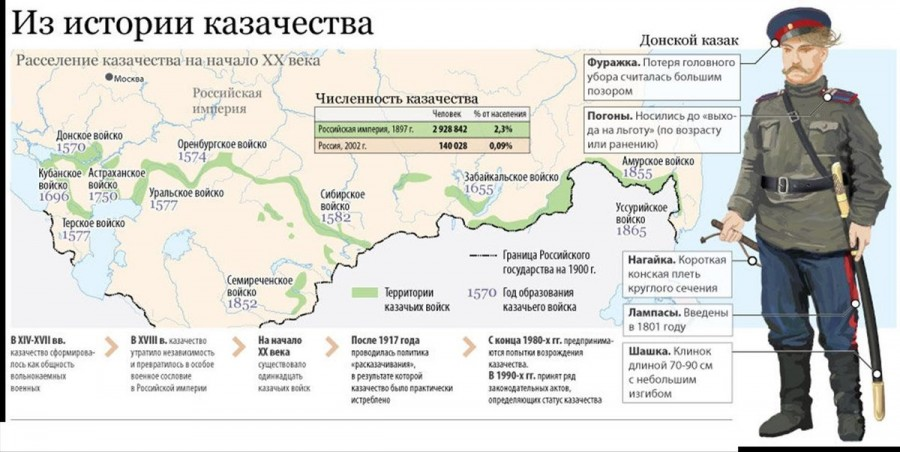 Из истории казачества
Расселение казачества на начало XX века
Москва
Российская
империя
Численность казачества
Человек
% от населения
Российская империя, 1897 г.
2 928 842
2,3%
Россия, 2002 г.
140 028
0,09%
Донское войско
1570
Оренбургское войско
1574
Кубанское
войско
1696
Астраханское
войско
1750
Уральское войско
1577
Терское войско
1577
Сибирское
войско
1582
Забайкальское войско
1655
Амурское войско
1855
Уссурийское
войско
1865
Семиреченское
войско
1852
Граница Российского
государства на 1900 г.
Территории
казачьих войск
1570
Год образования
казачьего войска
Донской казак
Фуражка. Потеря головного
убора считалась большим
позором
Погоны. Носились до «выхо-
да на льготу» (по возрасту
или ранению)
Нагайка. Короткая
конская плеть
круглого сечения
Лампасы. Введены
в 1801 году
Шашка. Клинок
длиной 70-90 см
с небольшим
изгибом
В XIV-XVII вв.
казачество сформирова-
лось как общность
вольнонаемных
военных
В XVIII в. казачество
утратило независимость
и превратилось в особое
военное сословие
в Российской империи
На начало
XX века
существовало
одиннадцать
казачьих войск
После 1917 года
проводилась политика
«расказачивания»,
в результате которой
казачество было практически
истреблено
С конца 1980-х гг. предпринима-
ются попытки возрождения
казачества.
В 1990-х гг. принят ряд
законодательных актов,
определяющих статус казачества